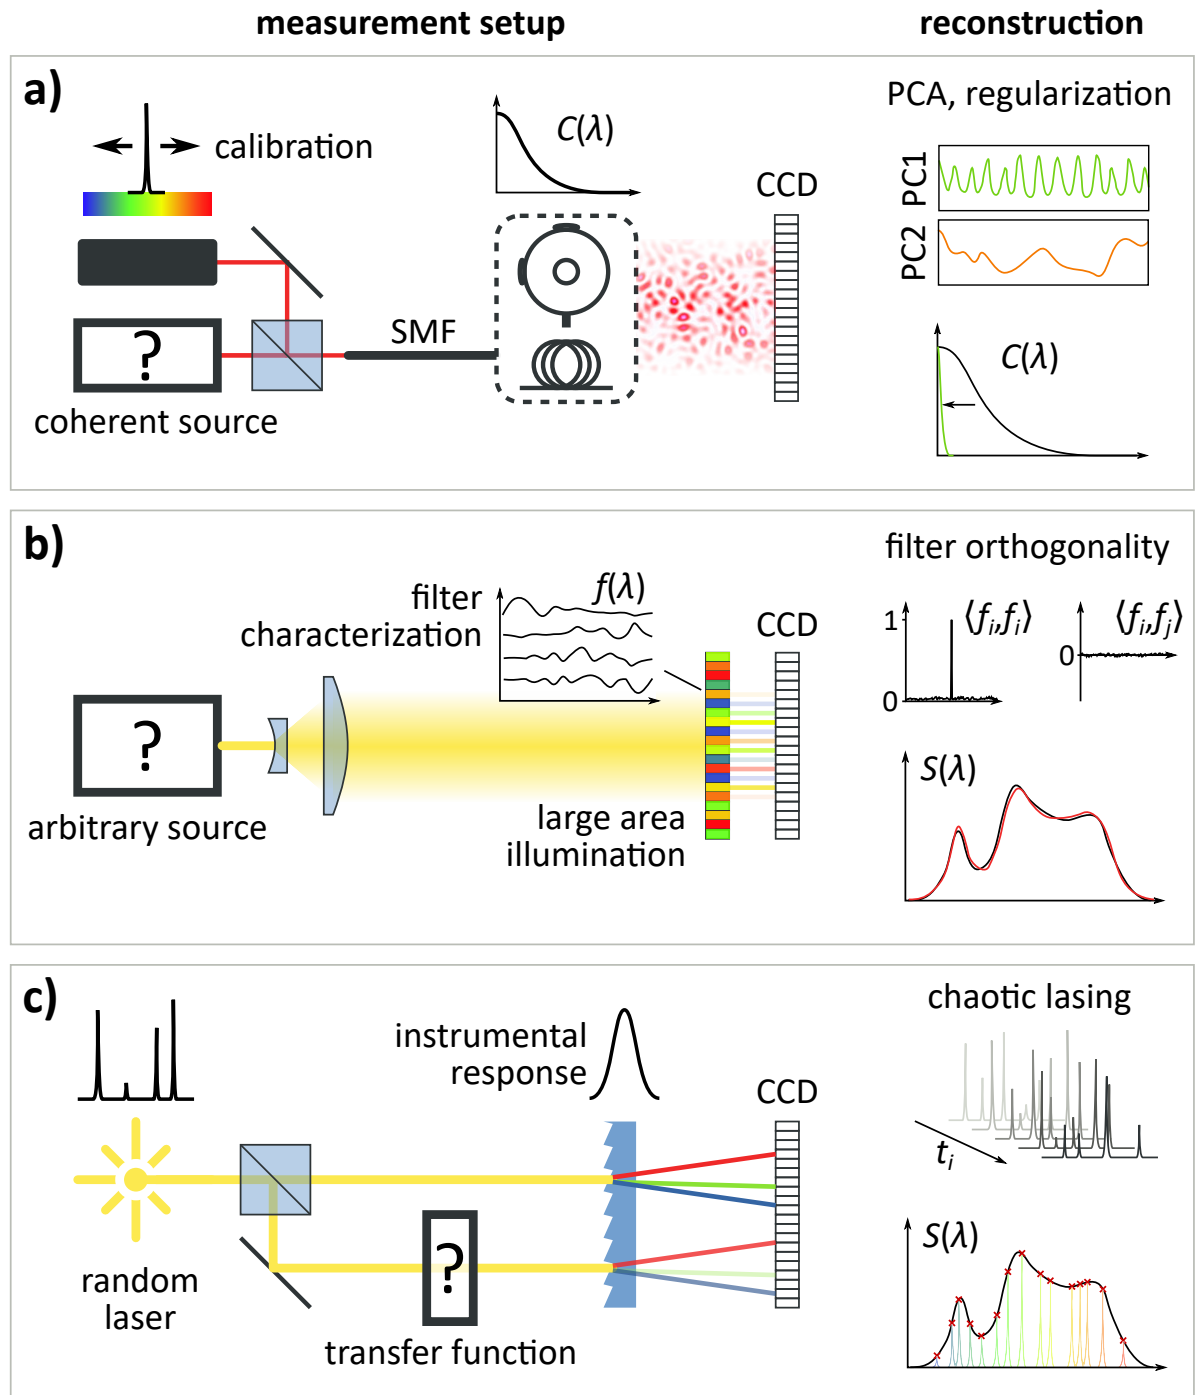 measurement setup
reconstruction
a)
calibration
C(λ)
CCD
PCA, regularization
PC1
PC2
?
SMF
coherent source
C(λ)
b)
filter
characterization
f(λ)
CCD
filter orthogonality
1
0
⟨fᵢ,fᵢ⟩
0
⟨fᵢ,fⱼ⟩
?
arbitrary source
large area
illumination
S(λ)
c)
instrumental
response
CCD
chaotic lasing
tᵢ
random
laser
?
transfer function
S(λ)